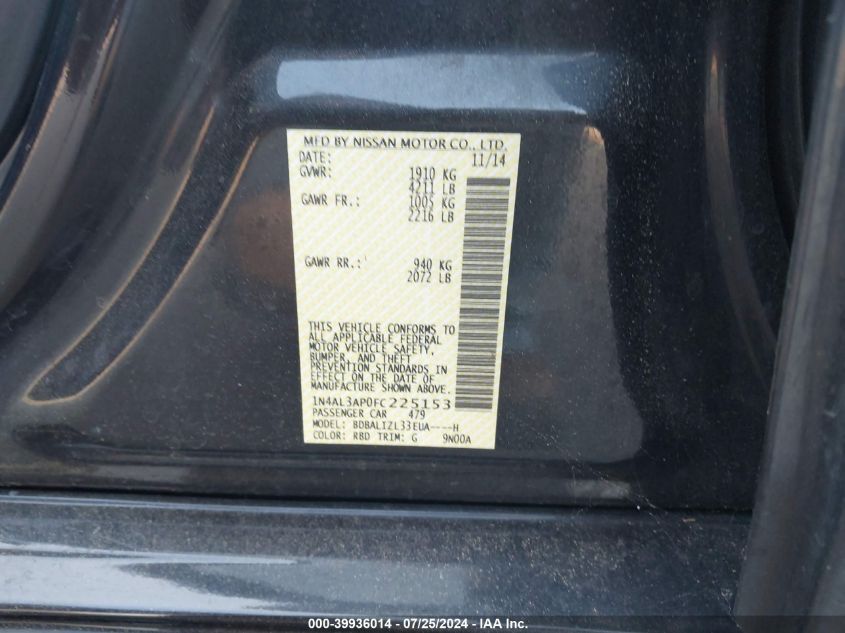 MFD BY NISSAN MOTOR CO., LTD.
DATE: 11/14
GVWR: 1910 KG
4211 LB
GAWR FR.: 1005 KG
2216 LB
GAWR RR.: 940 KG
2072 LB
THIS VEHICLE CONFORMS TO
ALL APPLICABLE FEDERAL
MOTOR VEHICLE SAFETY,
BUMPER, AND THEFT
PREVENTION STANDARDS IN
EFFECT ON THE DATE OF
MANUFACTURE SHOWN ABOVE.
1N4AL3AP0FC225153
PASSENGER CAR 479
MODEL: BDBALIZL33EUA----H
COLOR: RBD TRIM: G 9N00A
000-39936014 - 07/25/2024 - IAA Inc.